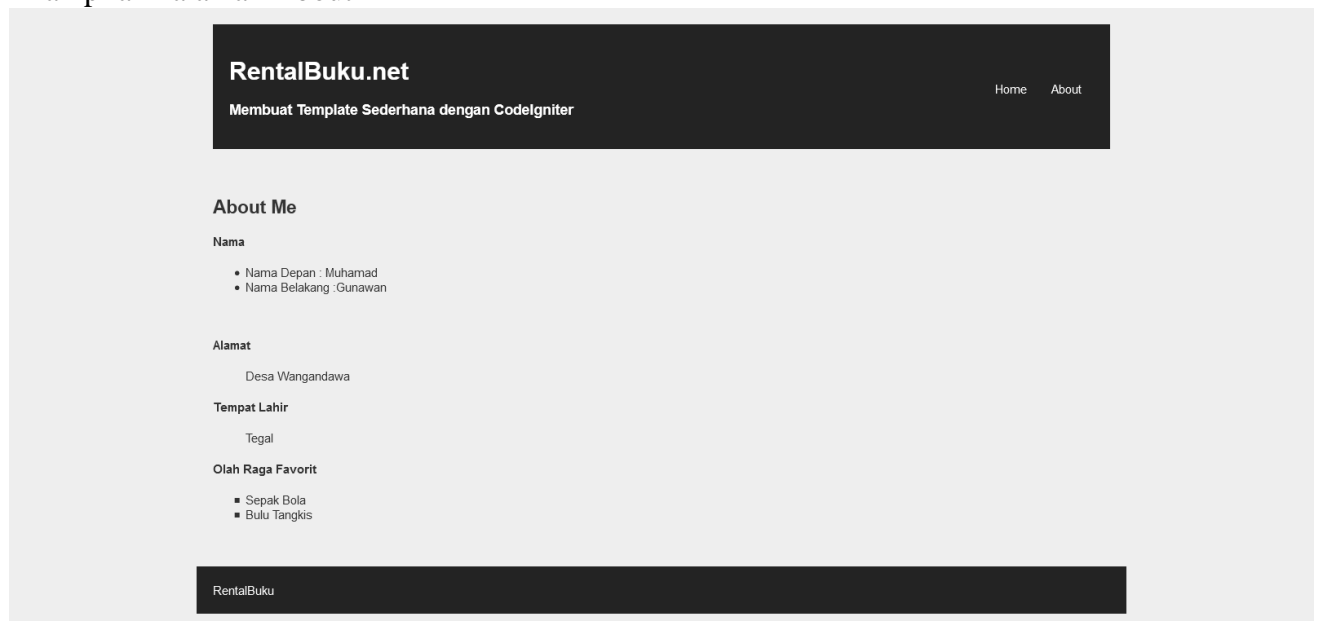 RentalBuku.net
Membuat Template Sederhana dengan CodeIgniter
Home About
About Me
Nama
Nama Depan : Muhamad
Nama Belakang :Gunawan
Alamat
Desa Wangandawa
Tempat Lahir
Tegal
Olah Raga Favorit
Sepak Bola
Bulu Tangkis
RentalBuku